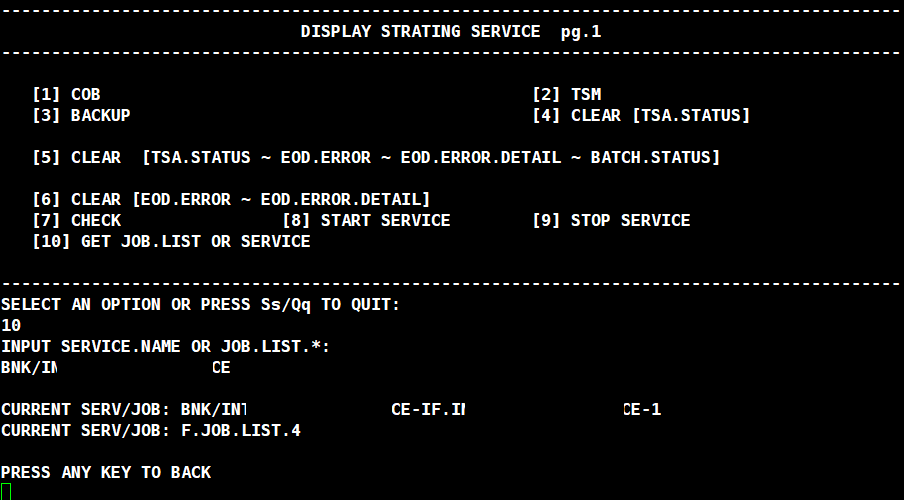 DISPLAY STRATING SERVICE  pg.1
[1] COB [2] TSM
[3] BACKUP [4] CLEAR [TSA.STATUS]
[5] CLEAR  [TSA.STATUS ~ EOD.ERROR ~ EOD.ERROR.DETAIL ~ BATCH.STATUS]
[6] CLEAR [EOD.ERROR ~ EOD.ERROR.DETAIL]
[7] CHECK [8] START SERVICE [9] STOP SERVICE
[10] GET JOB.LIST OR SERVICE
SELECT AN OPTION OR PRESS Ss/Qq TO QUIT:
10
INPUT SERVICE.NAME OR JOB.LIST.*:
BNK/IN CE
CURRENT SERV/JOB: BNK/INT CE-IF.IN CE-1
CURRENT SERV/JOB: F.JOB.LIST.4
PRESS ANY KEY TO BACK